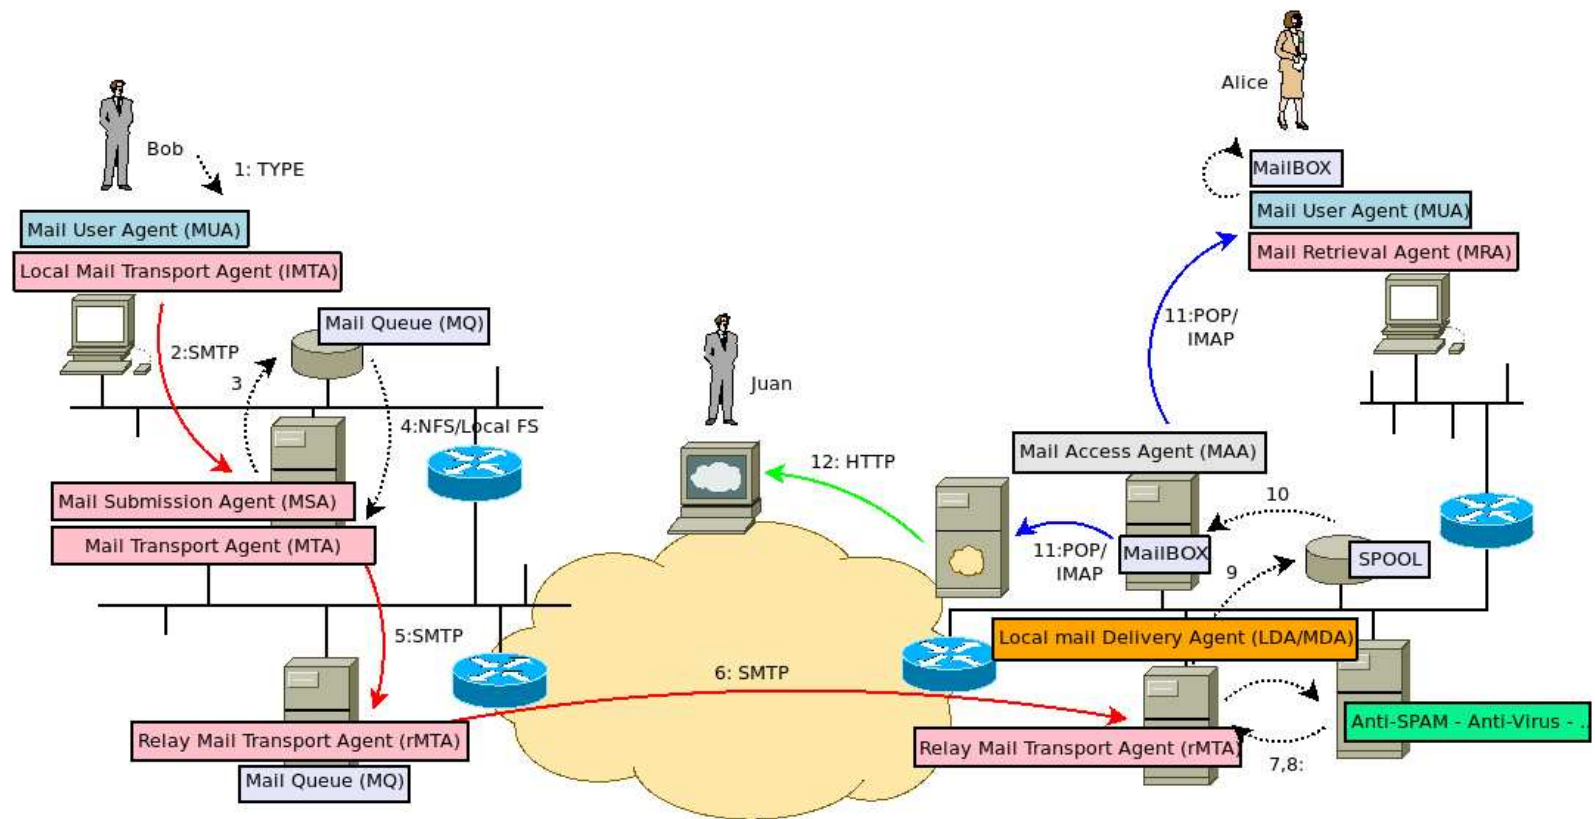 Alice
Bob
1: TYPE
MailBOX
Mail User Agent (MUA)
Mail User Agent (MUA)
Mail Retrieval Agent (MRA)
Local Mail Transport Agent (lMTA)
Mail Queue (MQ)
11:POP/
IMAP
2:SMTP
3
Juan
4:NFS/Local FS
Mail Access Agent (MAA)
12: HTTP
Mail Submission Agent (MSA)
10
Mail Transport Agent (MTA)
MailBOX
11:POP/
IMAP
SPOOL
9
5:SMTP
Local mail Delivery Agent (LDA/MDA)
6: SMTP
Anti-SPAM - Anti-Virus - ..
Relay Mail Transport Agent (rMTA)
Relay Mail Transport Agent (rMTA)
7,8:
Mail Queue (MQ)